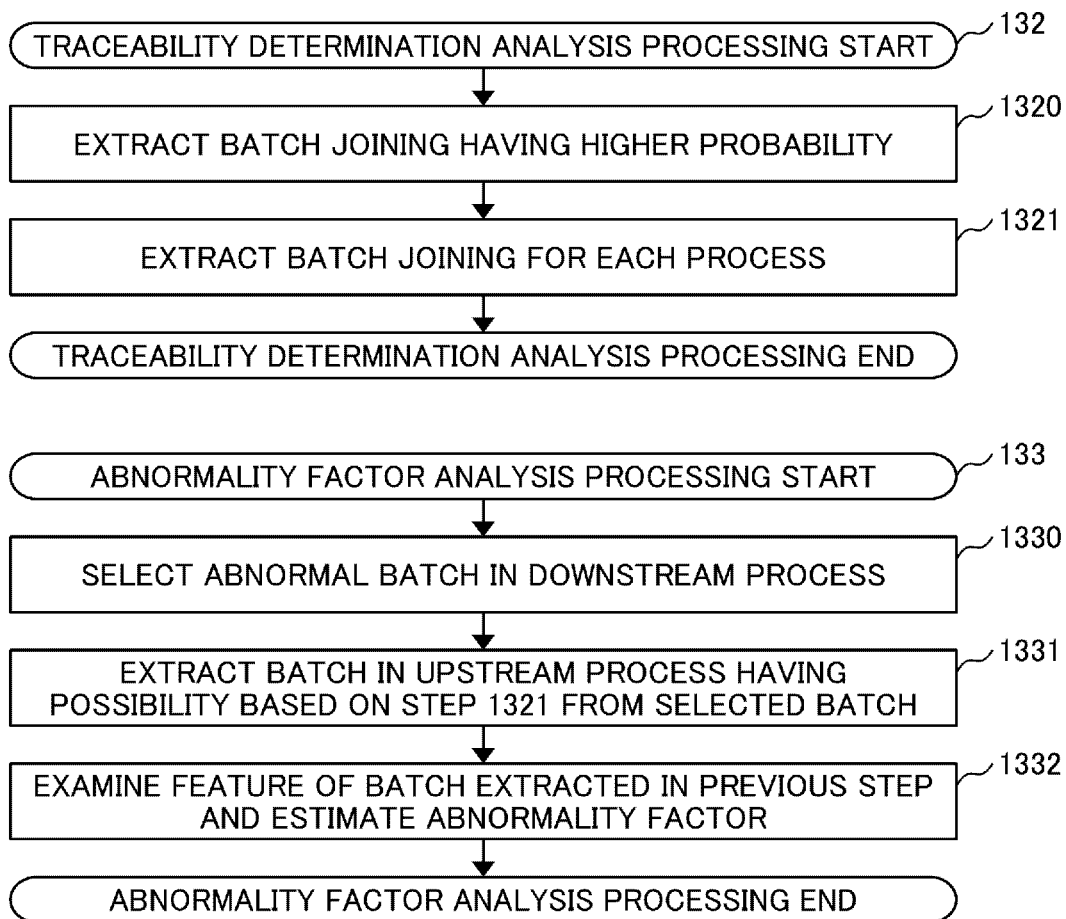 132
TRACEABILITY DETERMINATION ANALYSIS PROCESSING START
1320
EXTRACT BATCH JOINING HAVING HIGHER PROBABILITY
1321
EXTRACT BATCH JOINING FOR EACH PROCESS
TRACEABILITY DETERMINATION ANALYSIS PROCESSING END
133
ABNORMALITY FACTOR ANALYSIS PROCESSING START
1330
SELECT ABNORMAL BATCH IN DOWNSTREAM PROCESS
1331
EXTRACT BATCH IN UPSTREAM PROCESS HAVING
POSSIBILITY BASED ON STEP 1321 FROM SELECTED BATCH
1332
EXAMINE FEATURE OF BATCH EXTRACTED IN PREVIOUS STEP
AND ESTIMATE ABNORMALITY FACTOR
ABNORMALITY FACTOR ANALYSIS PROCESSING END